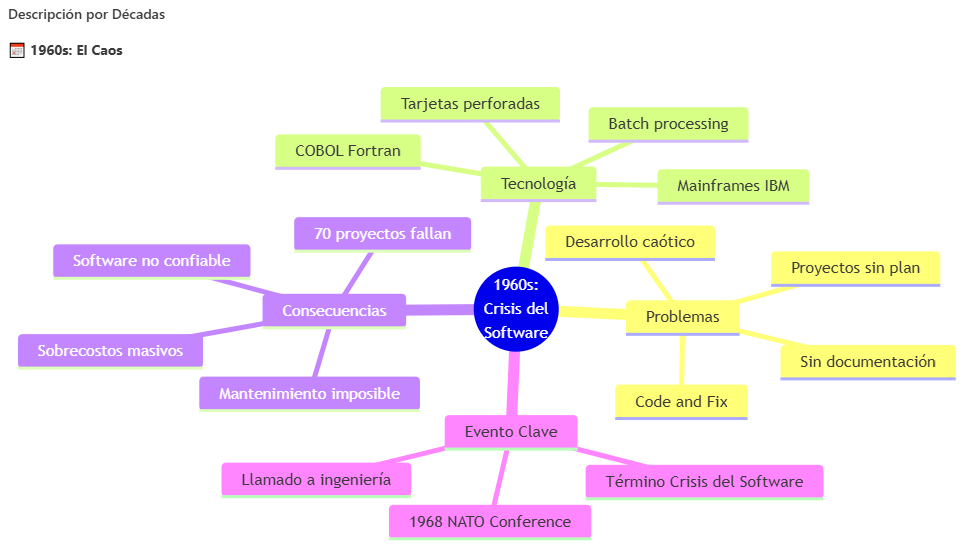 Descripción por Décadas
1960s: El Caos
Tarjetas perforadas
Batch processing
COBOL Fortran
Tecnología
Mainframes IBM
70 proyectos fallan
Desarrollo caótico
Software no confiable
Proyectos sin plan
1960s:
Crisis del
Software
Consecuencias
Problemas
Sobrecostos masivos
Sin documentación
Mantenimiento imposible
Code and Fix
Evento Clave
Llamado a ingeniería
Término Crisis del Software
1968 NATO Conference